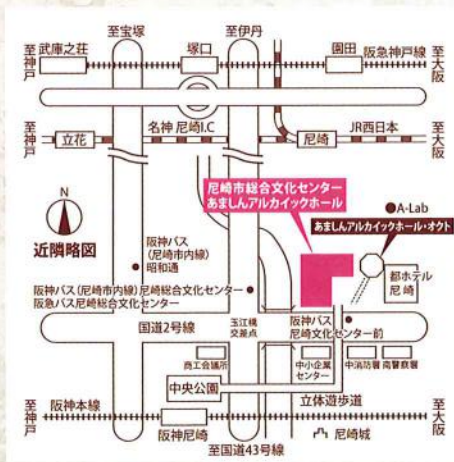 至宝塚
至伊丹
至神戸
武庫之荘
塚口
園田
阪急神戸線
至大阪
至神戸
立花
名神 尼崎I.C
尼崎
JR西日本
至大阪
N
近隣略図
尼崎市総合文化センター
あましんアルカイックホール
●A-Lab
あましんアルカイックホール・オクト
都ホテル
尼崎
阪神バス
(尼崎市内線)
昭和通
阪神バス(尼崎市内線)尼崎総合文化センター
阪急バス尼崎総合文化センター
国道2号線
玉江橋
交差点
阪神バス
尼崎文化センター前
商工会議所
中小企業
センター
中消防署
南警察署
中央公園
立体遊歩道
至神戸
阪神本線
阪神尼崎
尼崎城
至大阪
至国道43号線